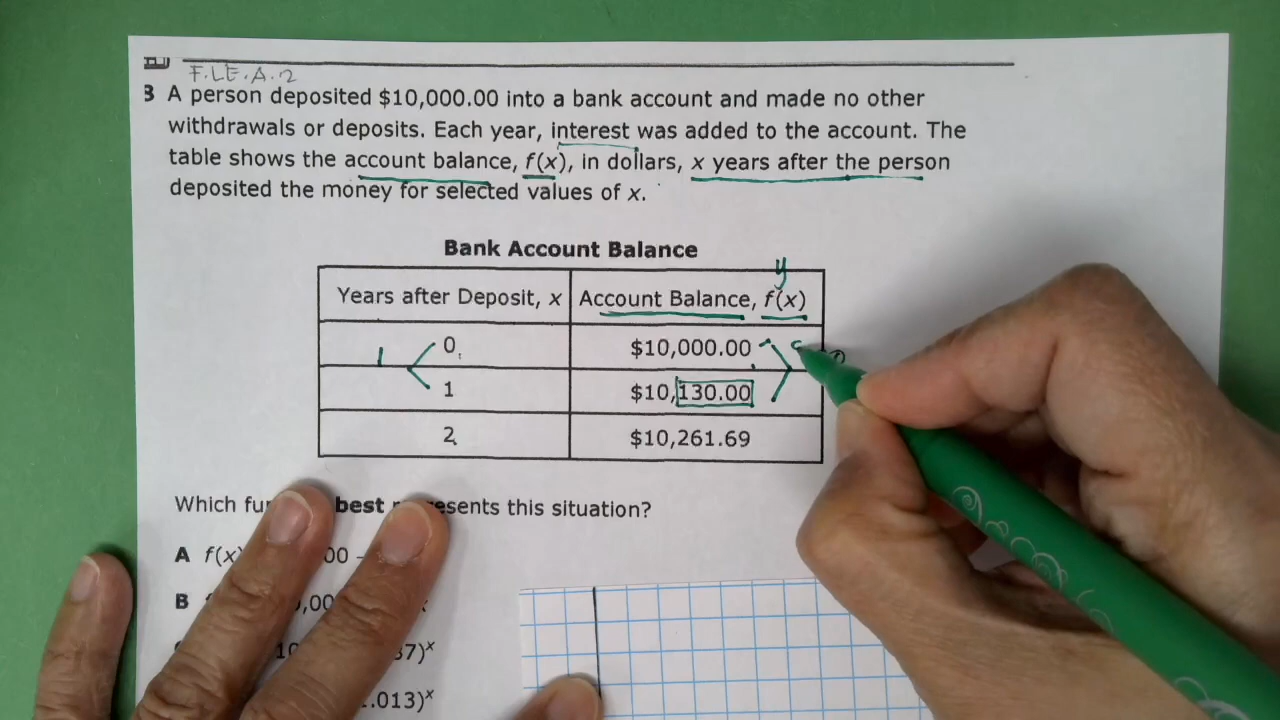 F.LE.A.2
3 A person deposited $10,000.00 into a bank account and made no other
withdrawals or deposits. Each year, interest was added to the account. The
table shows the account balance, f(x), in dollars, x years after the person
deposited the money for selected values of x.
Bank Account Balance
y
Years after Deposit, x Account Balance, f(x)
1 0 $10,000.00
1 $10,130.00
2 $10,261.69
Which best esents this situation?
A f(x) 00
B ,00
10 37)ˣ
.013)ˣ